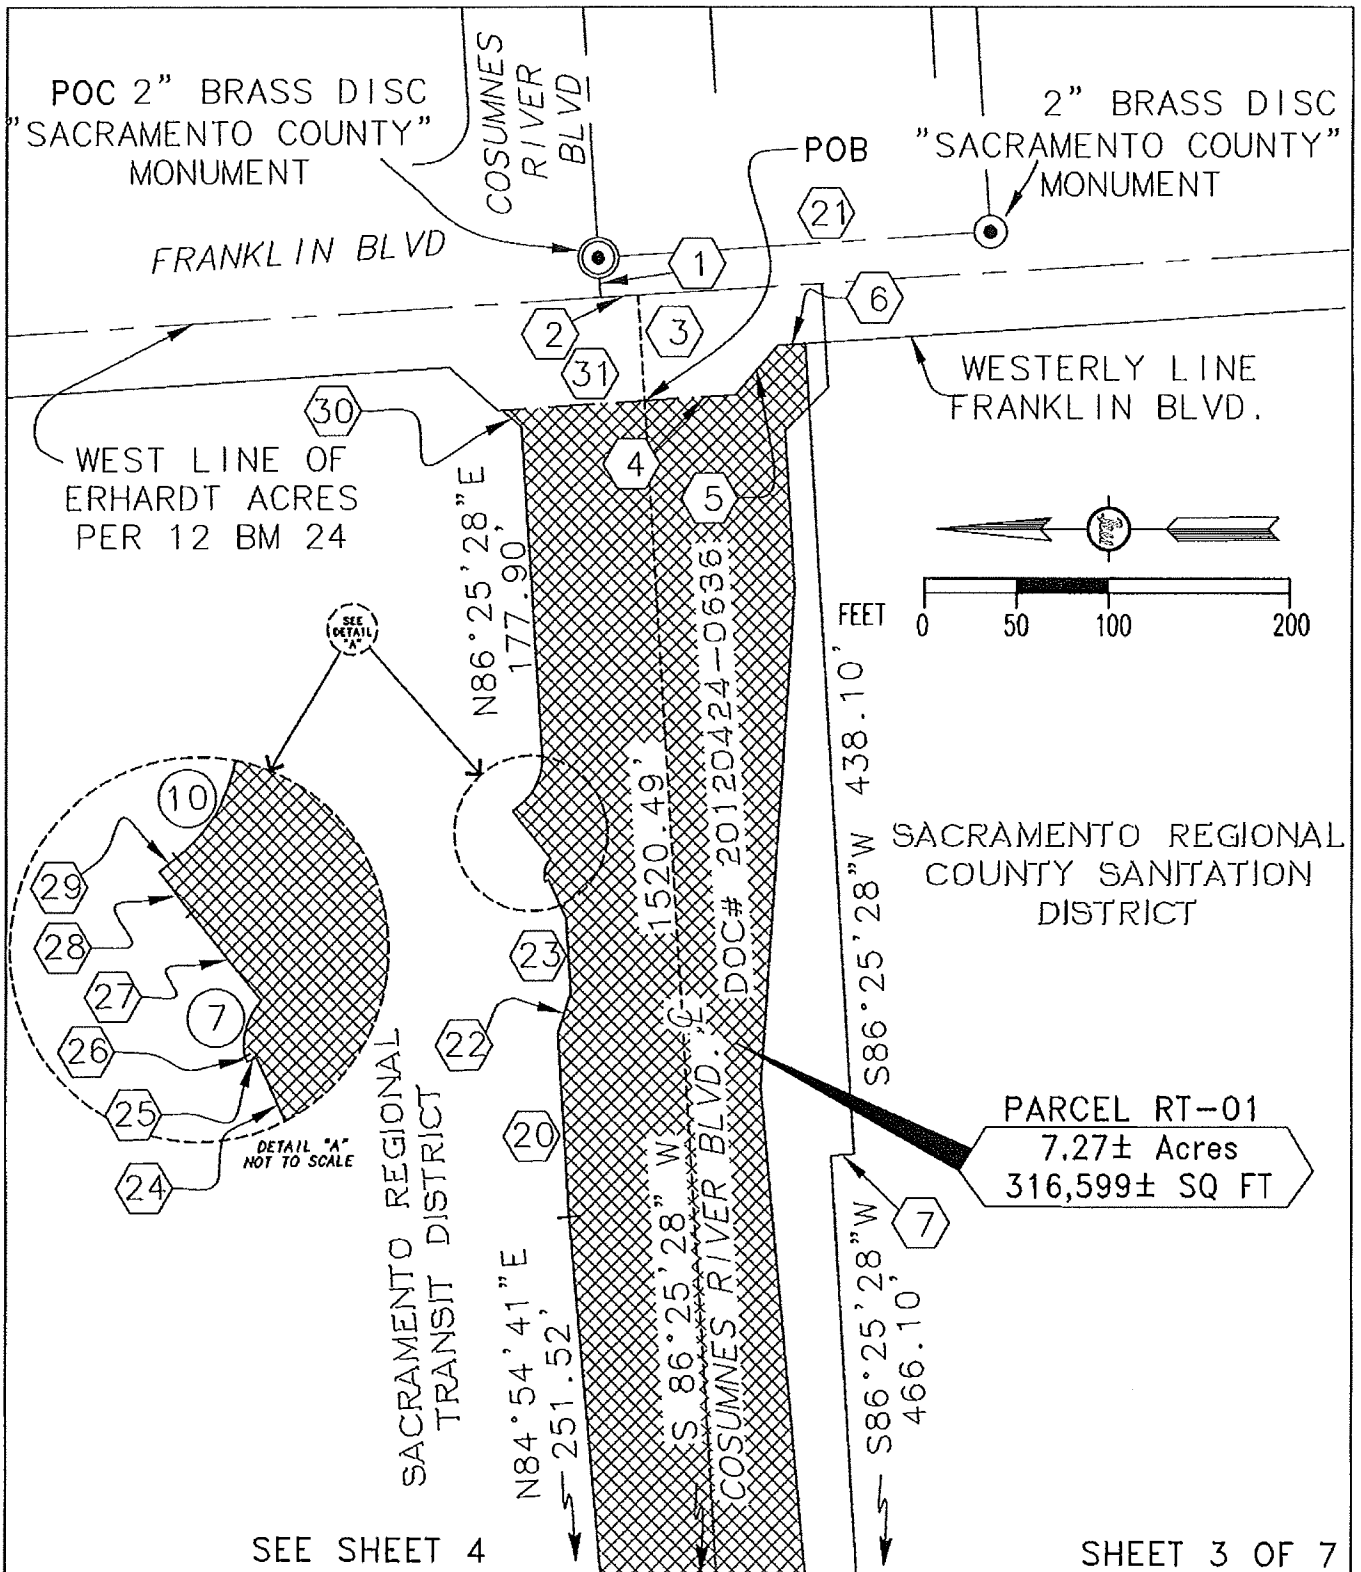 POC 2" BRASS DISC
"SACRAMENTO COUNTY"
MONUMENT
COSUMNES
RIVER
BLVD
2" BRASS DISC
"SACRAMENTO COUNTY"
MONUMENT
POB
21
FRANKLIN BLVD
1
6
2
3
31
WESTERLY LINE
FRANKLIN BLVD.
30
WEST LINE OF
ERHARDT ACRES
PER 12 BM 24
4
5
N86°25'28"E
177.90'
FEET
0
50
100
200
SEE
DETAIL
"A"
1520.49'
DOC# 20120424-0636
S86°25'28"W 438.10'
SACRAMENTO REGIONAL
COUNTY SANITATION
DISTRICT
10
29
28
27
7
26
25
24
DETAIL "A"
NOT TO SCALE
23
22
20
SACRAMENTO REGIONAL
TRANSIT DISTRICT
PARCEL RT-01
7.27± Acres
316,599± SQ FT
7
N84°54'41"E
251.52'
S 86°25'28" W
COSUMNES RIVER BLVD., ℄
S86°25'28"W
466.10'
SEE SHEET 4
SHEET 3 OF 7